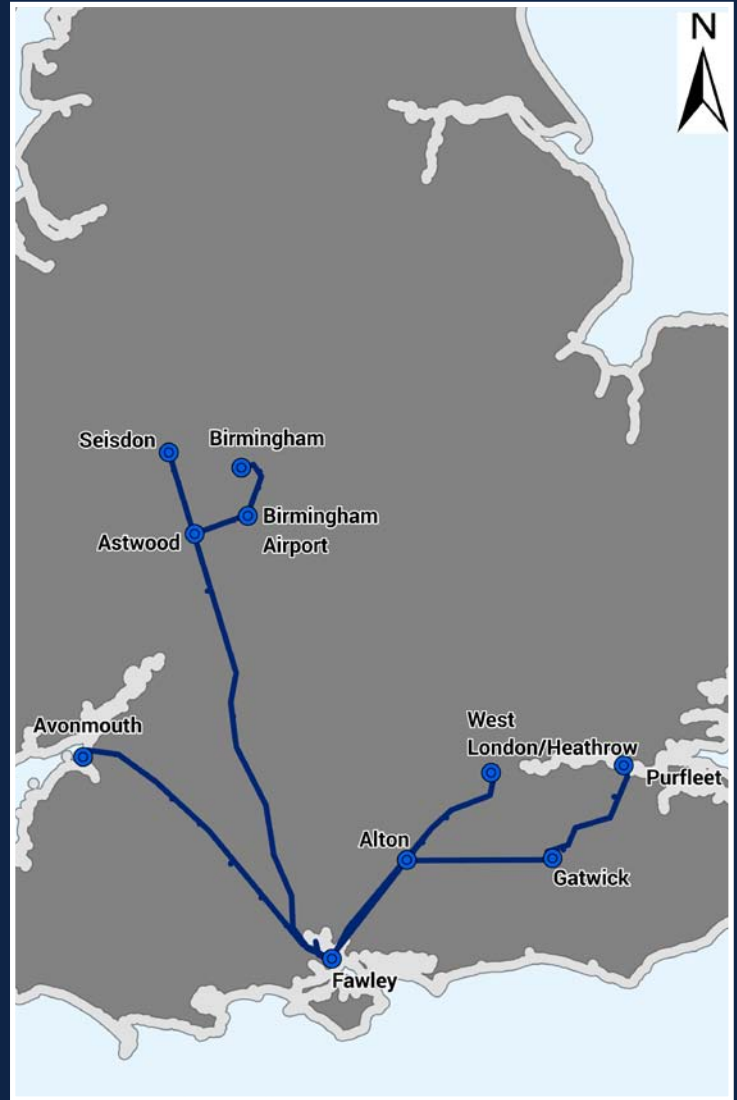 N
Seisdon
Birmingham
Birmingham
Airport
Astwood
Avonmouth
West
London/Heathrow
Purfleet
Alton
Gatwick
Fawley